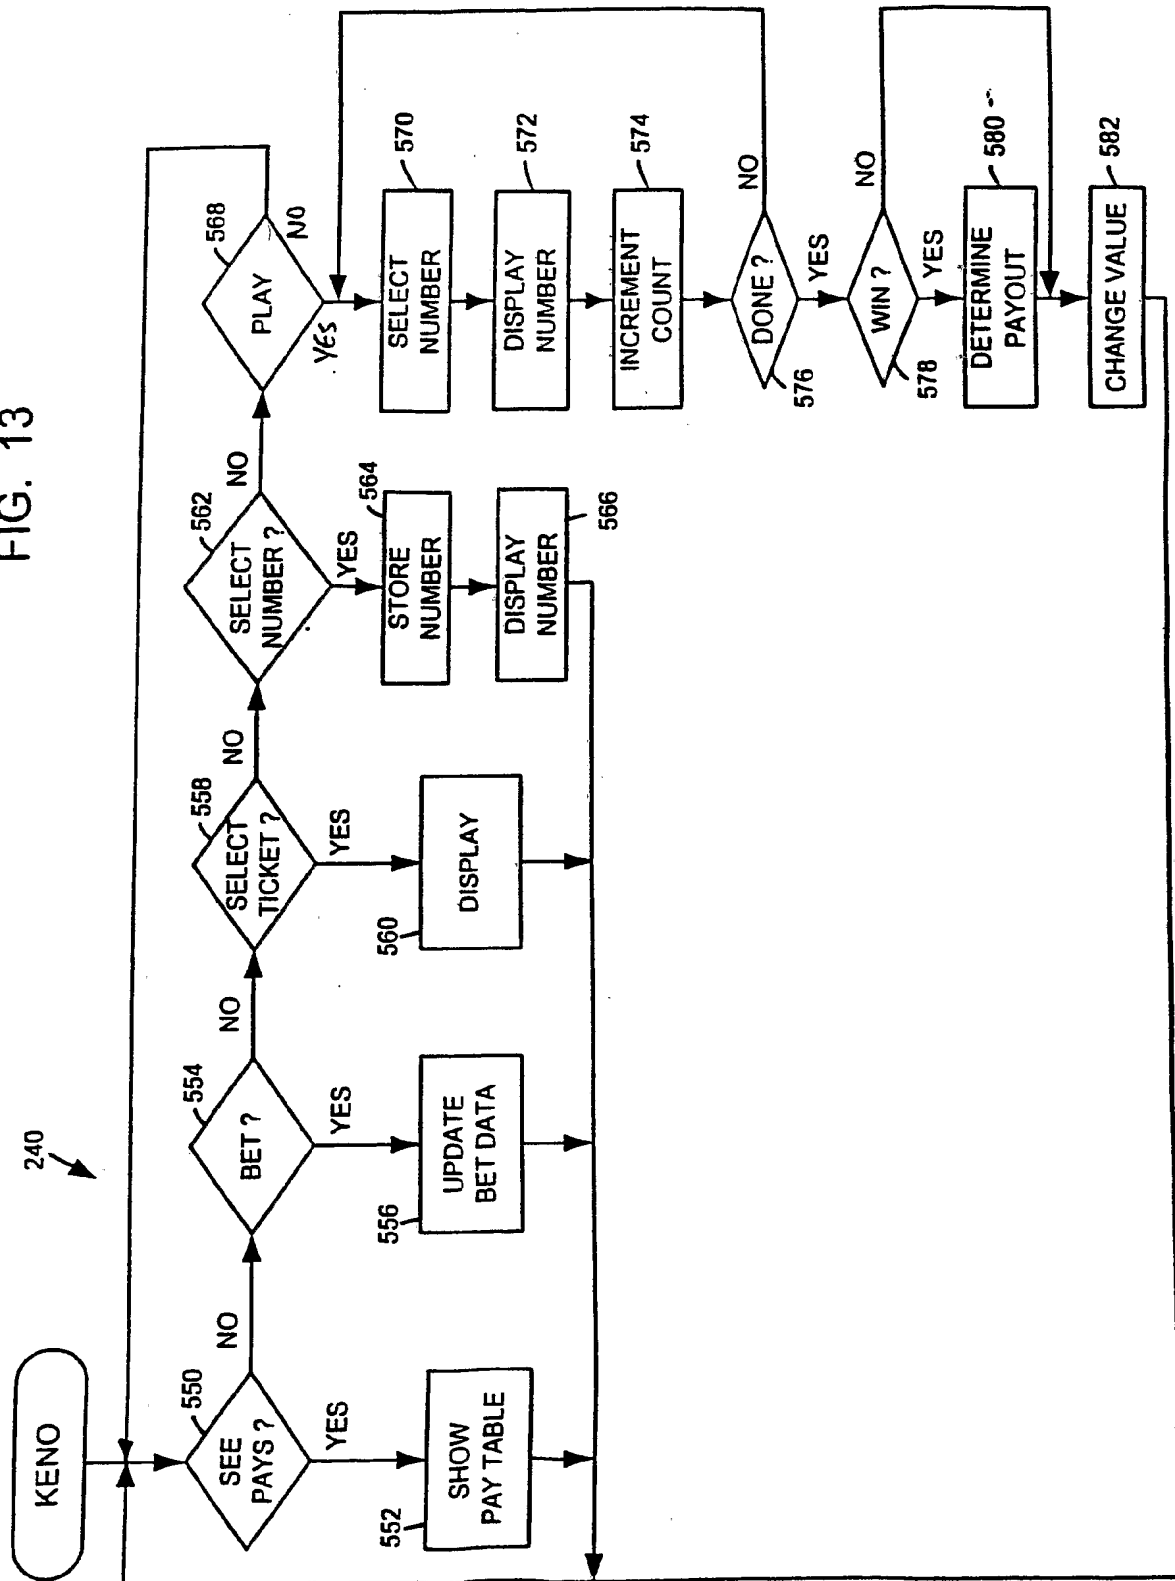 FIG. 13
240
KENO
550
SEE
PAYS ?
NO
YES
552
SHOW
PAY TABLE
554
BET ?
NO
YES
556
UPDATE
BET DATA
558
SELECT
TICKET ?
NO
YES
560
DISPLAY
562
SELECT
NUMBER ?
NO
YES
564
STORE
NUMBER
566
DISPLAY
NUMBER
568
PLAY
NO
YES
570
SELECT
NUMBER
572
DISPLAY
NUMBER
574
INCREMENT
COUNT
DONE ?
576
NO
YES
WIN ?
578
NO
YES
580
DETERMINE
PAYOUT
582
CHANGE VALUE